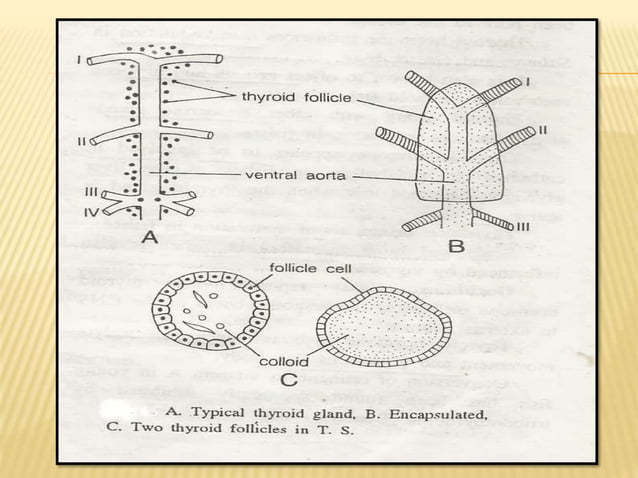 I
thyroid follicle
II
ventral aorta
III
IV
A
I
II
III
B
follicle cell
colloid
C
A. Typical thyroid gland, B. Encapsulated,
C. Two thyroid follicles in T. S.